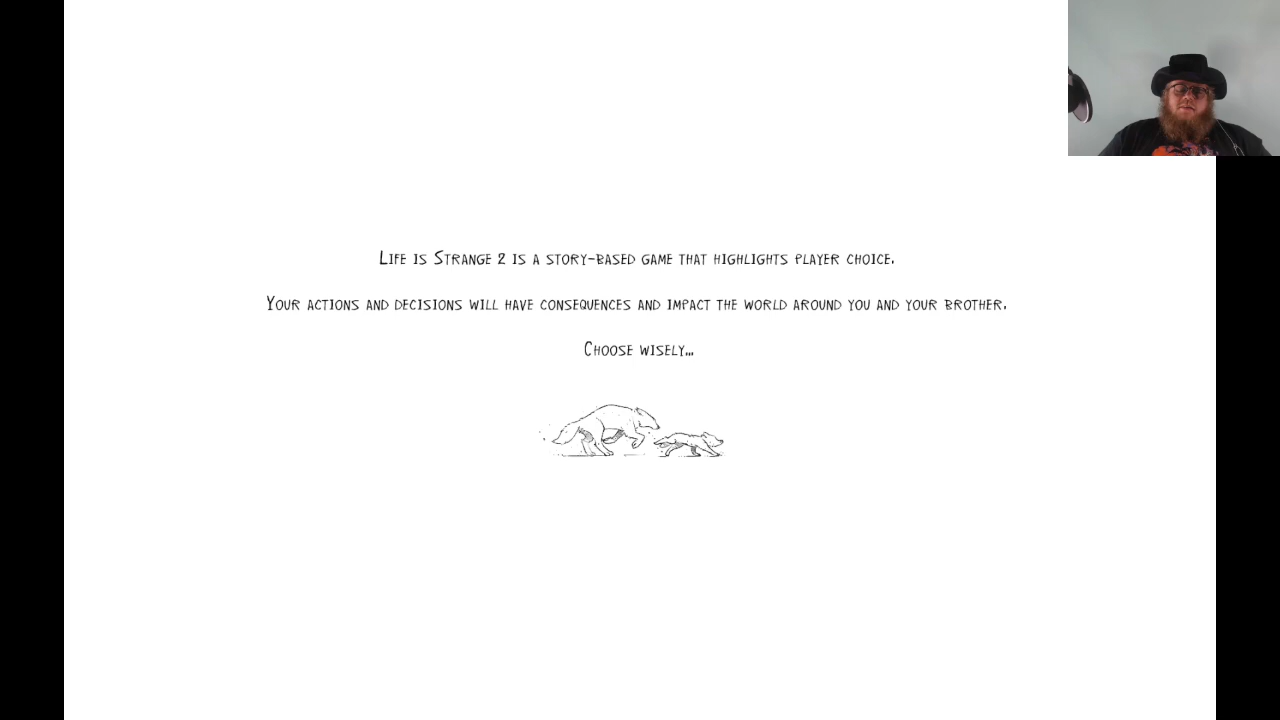 Life is Strange 2 is a story-based game that highlights player choice.
Your actions and decisions will have consequences and impact the world around you and your brother.
Choose wisely...